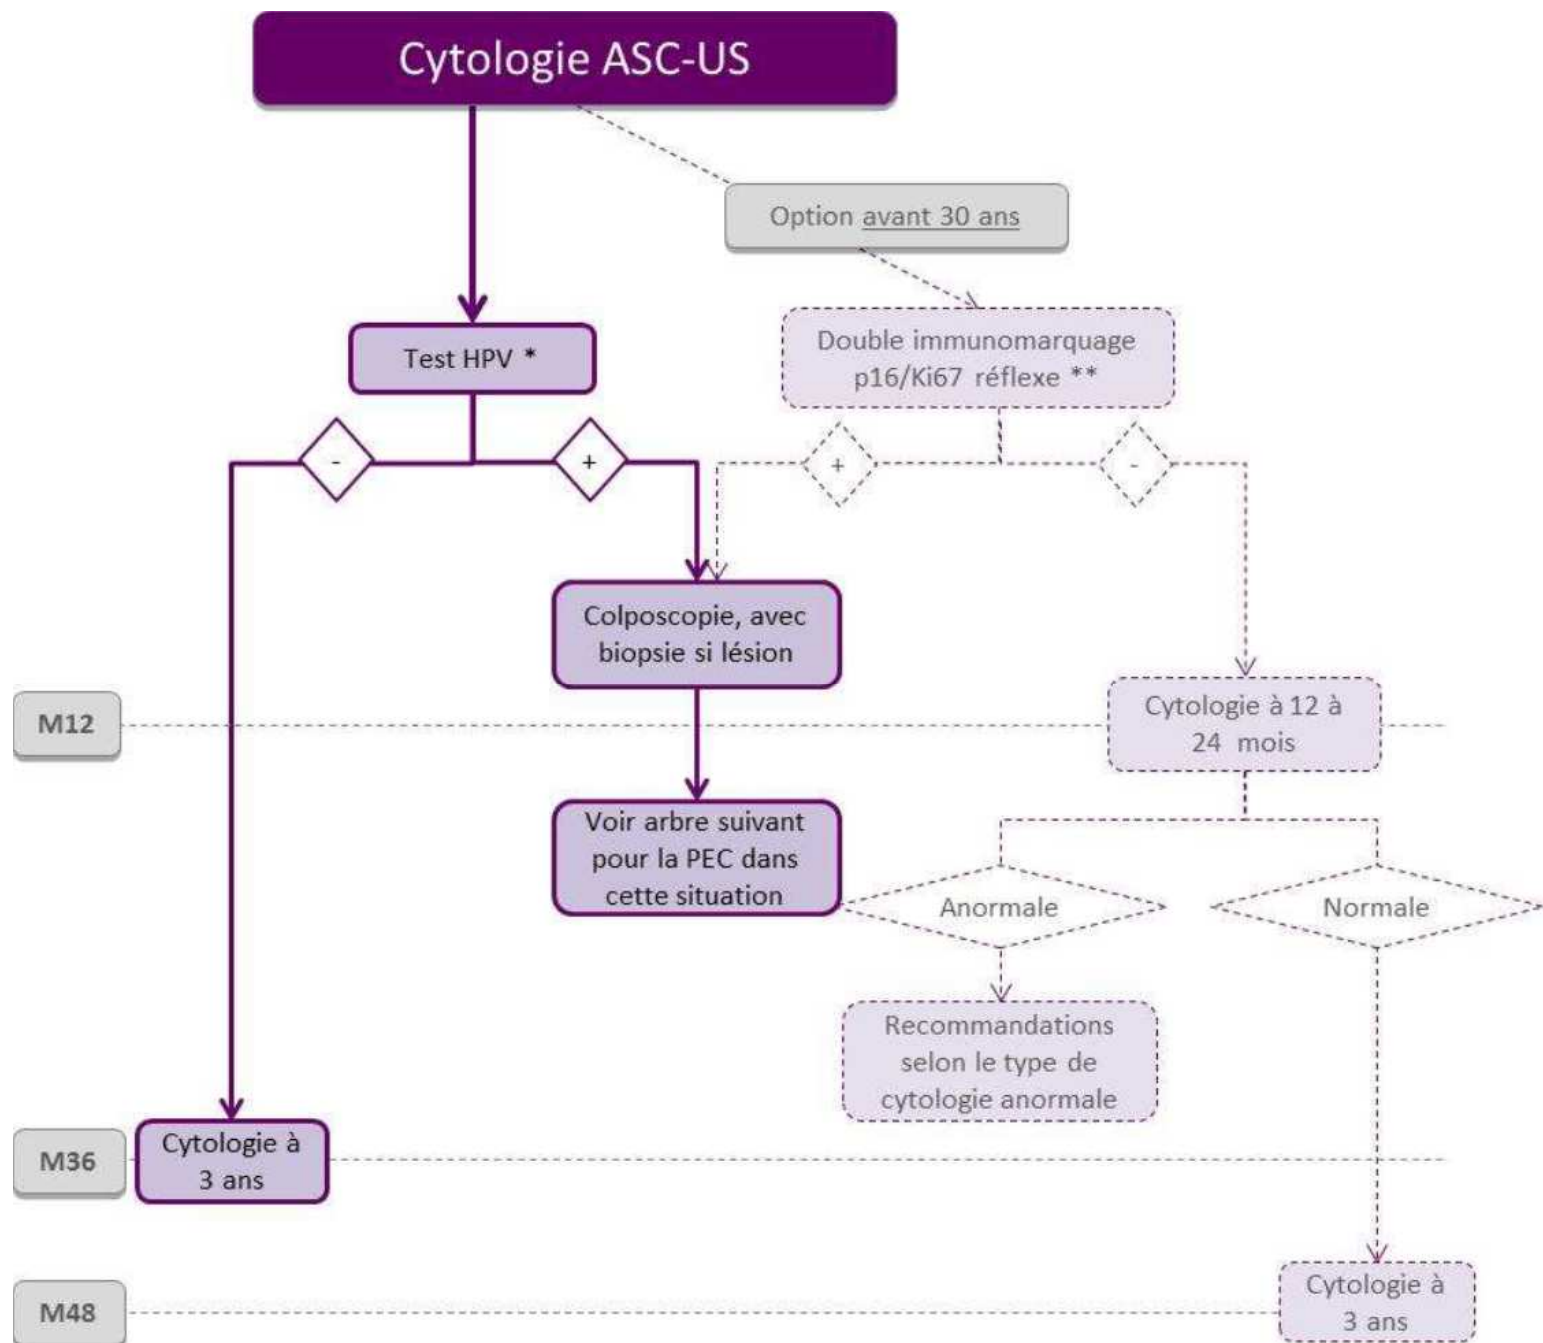 Cytologie ASC-US
Option avant 30 ans
Test HPV *
Double immunomarquage
p16/Ki67 réflexe **
-
+
+
-
Colposcopie, avec
biopsie si lésion
M12
Cytologie à 12 à
24 mois
Voir arbre suivant
pour la PEC dans
cette situation
Anormale
Normale
Recommandations
selon le type de
cytologie anormale
M36
Cytologie à
3 ans
M48
Cytologie à
3 ans